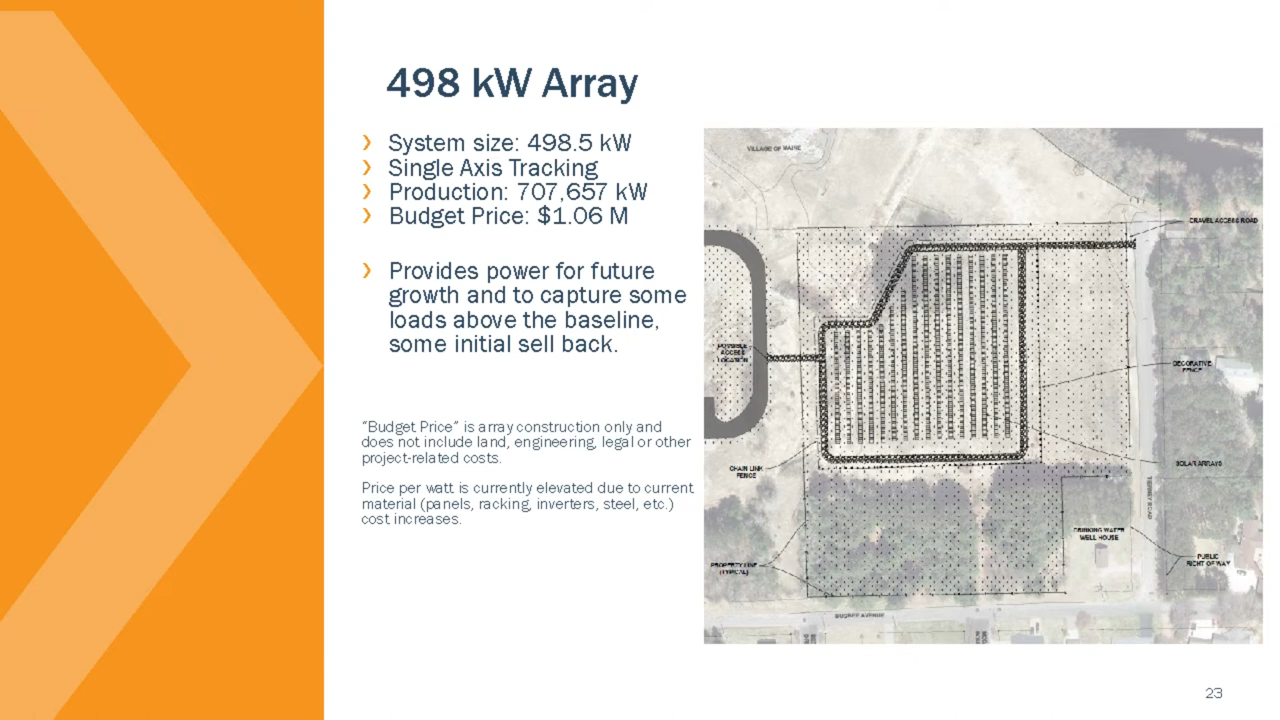 498 kW Array
› System size: 498.5 kW
› Single Axis Tracking
› Production: 707,657 kW
› Budget Price: $1.06 M
› Provides power for future
growth and to capture some
loads above the baseline,
some initial sell back.
“Budget Price” is array construction only and
does not include land, engineering, legal or other
project-related costs.
Price per watt is currently elevated due to current
material (panels, racking, inverters, steel, etc.)
cost increases.
VILLAGE OF MAINE
GRAVEL ACCESS ROAD
POSSIBLE
ACCESS
LOCATION
DECORATIVE
FENCE
CHAIN LINK
FENCE
SOLAR ARRAYS
DRINKING WATER
WELL HOUSE
PUBLIC
RIGHT OF WAY
PROPERTY LINE
(TYPICAL)
AVENUE
ROAD
23